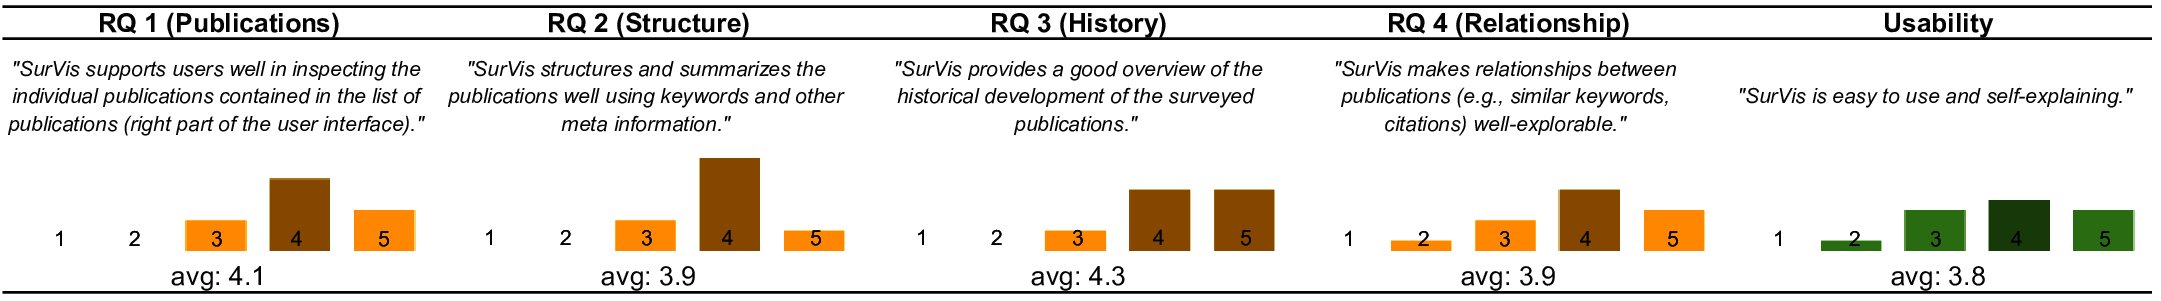 RQ 1 (Publications)
RQ 2 (Structure)
RQ 3 (History)
RQ 4 (Relationship)
Usability
"SurVis supports users well in inspecting the
individual publications contained in the list of
publications (right part of the user interface)."
"SurVis structures and summarizes the
publications well using keywords and other
meta information."
"SurVis provides a good overview of the
historical development of the surveyed
publications."
"SurVis makes relationships between
publications (e.g., similar keywords,
citations) well-explorable."
"SurVis is easy to use and self-explaining."
1 2 3 4 5
1 2 3 4 5
1 2 3 4 5
1 2 3 4 5
1 2 3 4 5
avg: 4.1
avg: 3.9
avg: 4.3
avg: 3.9
avg: 3.8